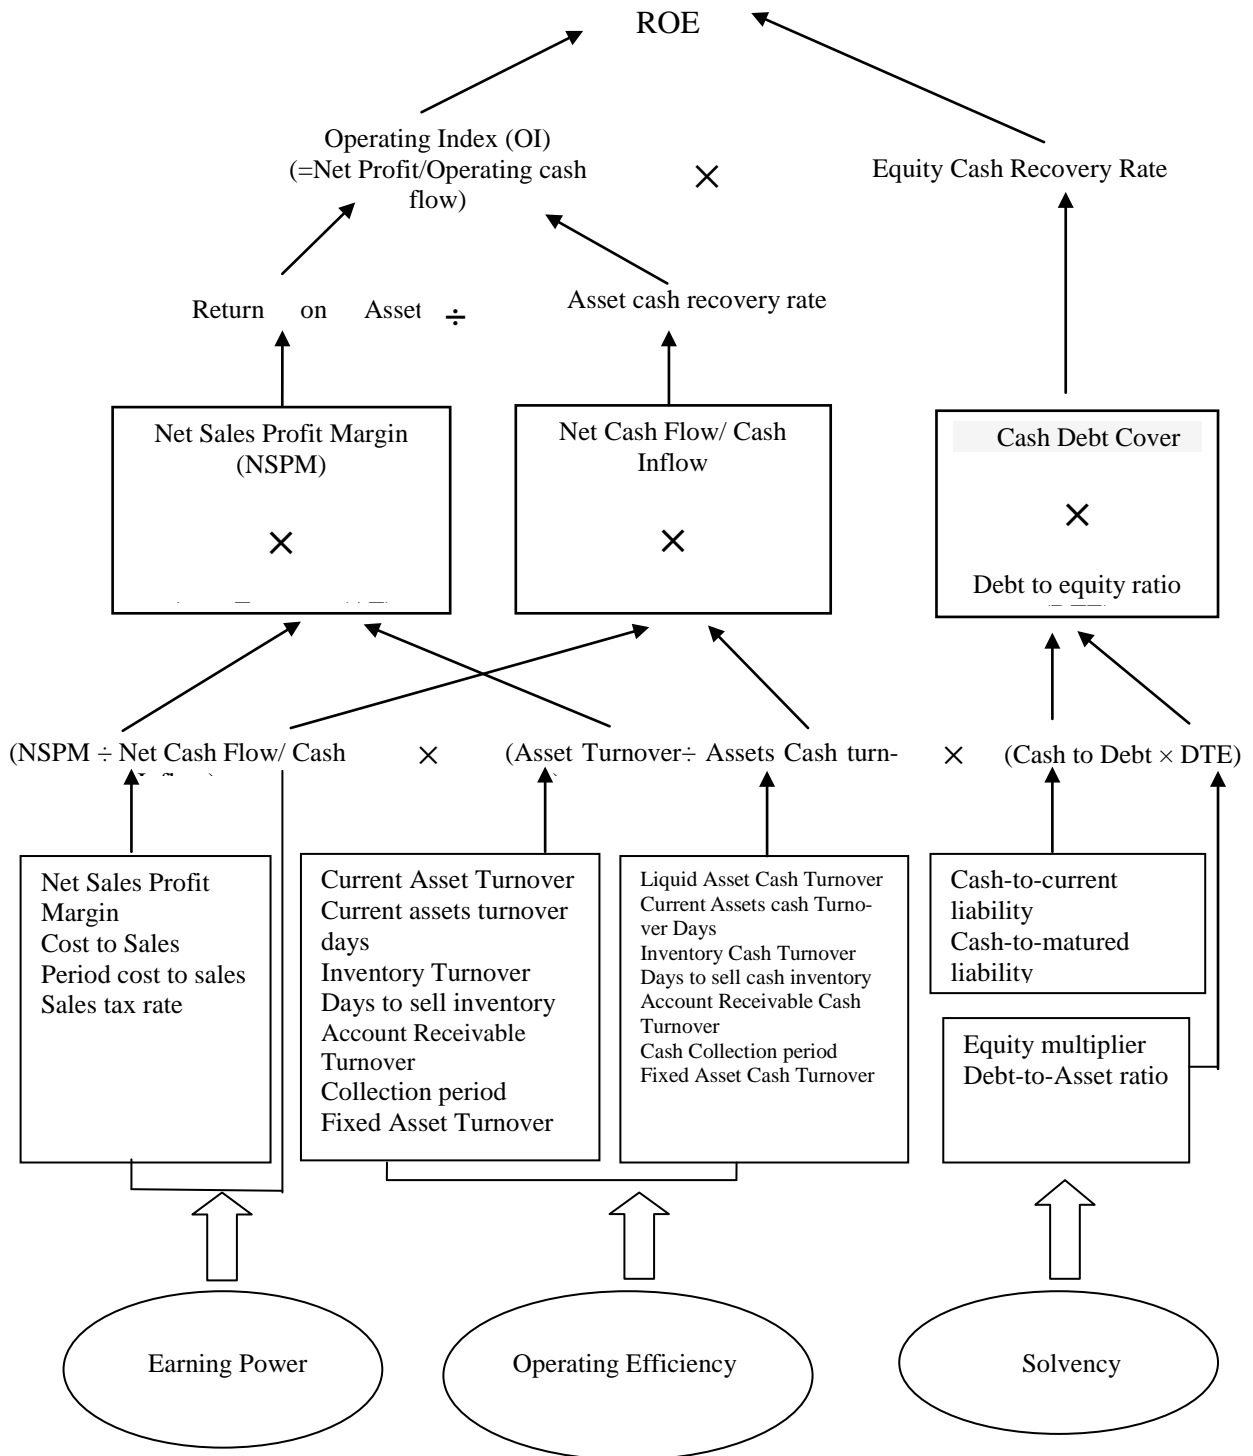 ROE
Operating Index (OI)
(=Net Profit/Operating cash
flow)
×
Equity Cash Recovery Rate
Return on Asset ÷
Asset cash recovery rate
Net Sales Profit Margin
(NSPM)
×
Net Cash Flow/ Cash
Inflow
×
Cash Debt Cover
×
Debt to equity ratio
(NSPM ÷ Net Cash Flow/ Cash
×
(Asset Turnover÷ Assets Cash turn-
×
(Cash to Debt × DTE)
Net Sales Profit
Margin
Cost to Sales
Period cost to sales
Sales tax rate
Current Asset Turnover
Current assets turnover
days
Inventory Turnover
Days to sell inventory
Account Receivable
Turnover
Collection period
Fixed Asset Turnover
Liquid Asset Cash Turnover
Current Assets cash Turno-
ver Days
Inventory Cash Turnover
Days to sell cash inventory
Account Receivable Cash
Turnover
Cash Collection period
Fixed Asset Cash Turnover
Cash-to-current
liability
Cash-to-matured
liability
Equity multiplier
Debt-to-Asset ratio
Earning Power
Operating Efficiency
Solvency